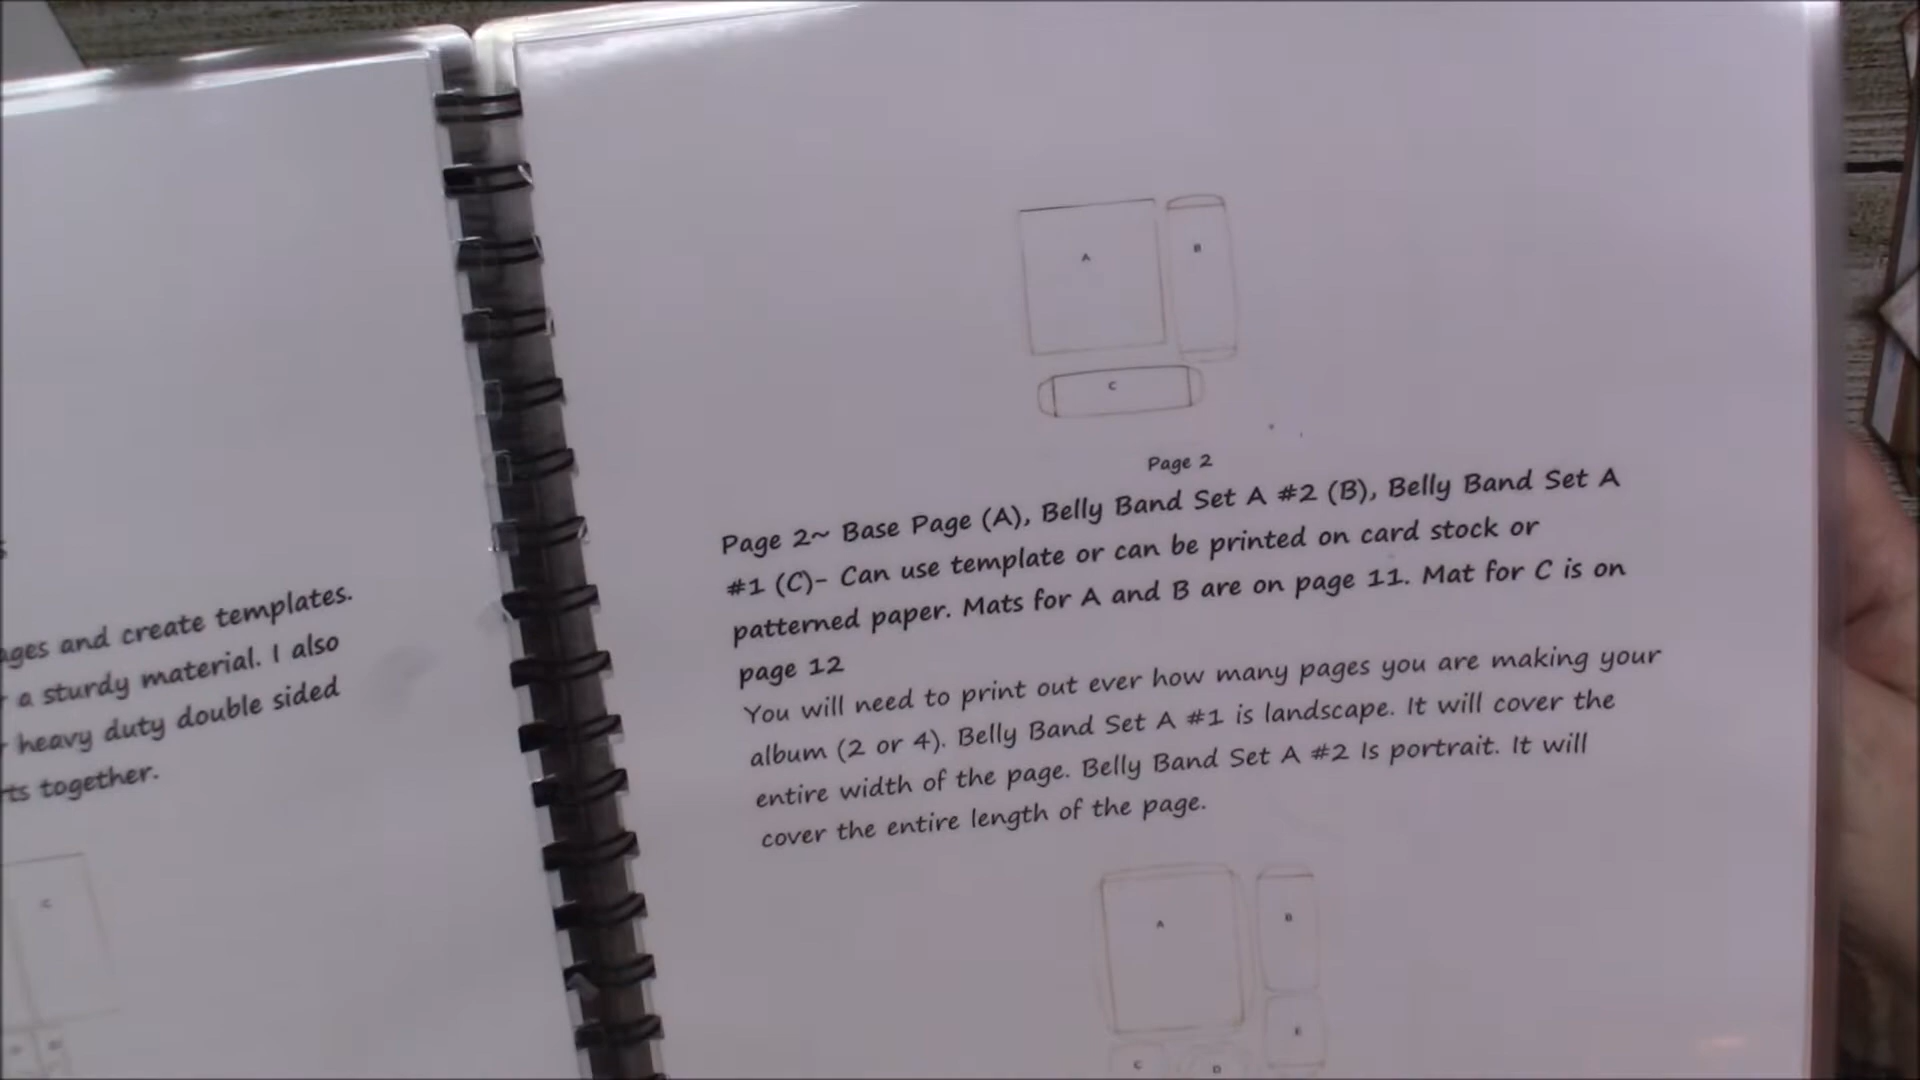 ages and create templates.
a sturdy material. I also
heavy duty double sided
ts together.
C
A
B
C
Page 2
Page 2~ Base Page (A), Belly Band Set A #2 (B), Belly Band Set A
#1 (C)- Can use template or can be printed on card stock or
patterned paper. Mats for A and B are on page 11. Mat for C is on
page 12
You will need to print out ever how many pages you are making your
album (2 or 4). Belly Band Set A #1 is landscape. It will cover the
entire width of the page. Belly Band Set A #2 Is portrait. It will
cover the entire length of the page.
A
B
E
C
D